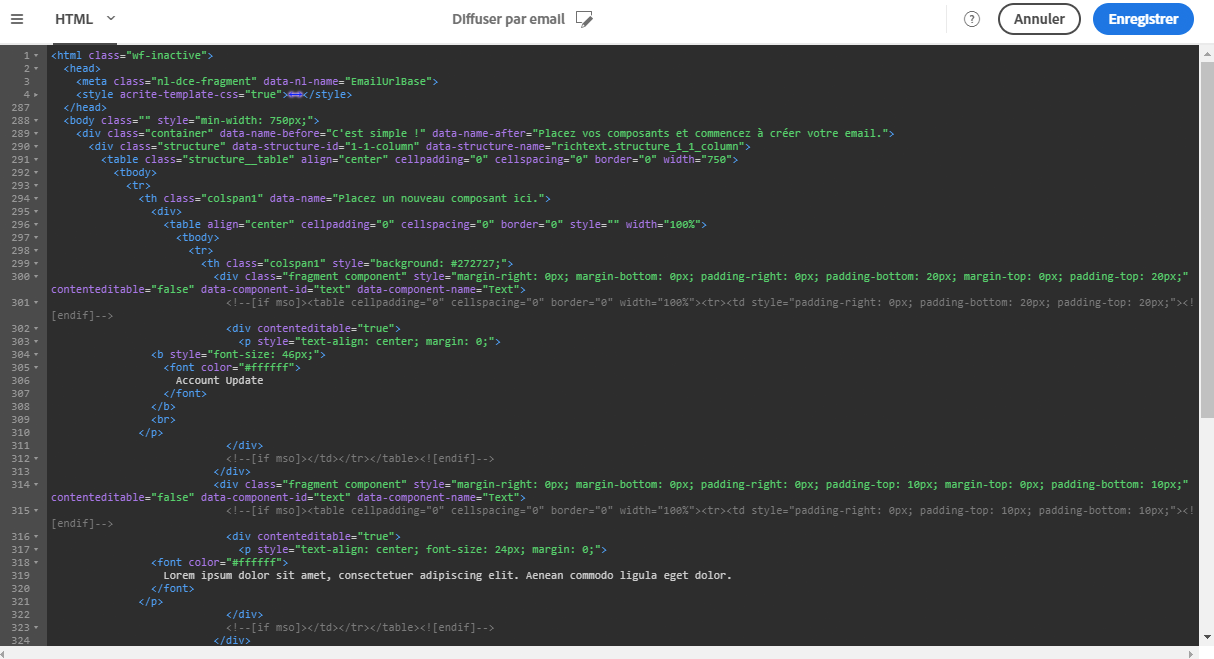 HTML
Diffuser par email
?
Annuler
Enregistrer
1 <html class="wf-inactive">
2 <head>
3 <meta class="nl-dce-fragment" data-nl-name="EmailUrlBase">
4 <style acrite-template-css="true"></style>
287 </head>
288 <body class="" style="min-width: 750px;">
289 <div class="container" data-name-before="C'est simple !" data-name-after="Placez vos composants et commencez à créer votre email.">
290 <div class="structure" data-structure-id="1-1-column" data-structure-name="richtext.structure_1_1_column">
291 <table class="structure__table" align="center" cellpadding="0" cellspacing="0" border="0" width="750">
292 <tbody>
293 <tr>
294 <th class="colspan1" data-name="Placez un nouveau composant ici.">
295 <div>
296 <table align="center" cellpadding="0" cellspacing="0" border="0" style="" width="100%">
297 <tbody>
298 <tr>
299 <th class="colspan1" style="background: #272727;">
300 <div class="fragment component" style="margin-right: 0px; margin-bottom: 0px; padding-right: 0px; padding-bottom: 20px; margin-top: 0px; padding-top: 20px;"
contenteditable="false" data-component-id="text" data-component-name="Text">
301 <!--[if mso]><table cellpadding="0" cellspacing="0" border="0" width="100%"><tr><td style="padding-right: 0px; padding-bottom: 20px; padding-top: 20px;"><!
[endif]-->
302 <div contenteditable="true">
303 <p style="text-align: center; margin: 0;">
304 <b style="font-size: 46px;">
305 <font color="#ffffff">
306 Account Update
307 </font>
308 </b>
309 <br>
310 </p>
311 </div>
312 <!--[if mso]></td></tr></table><![endif]-->
313 </div>
314 <div class="fragment component" style="margin-right: 0px; margin-bottom: 0px; padding-right: 0px; padding-top: 10px; margin-top: 0px; padding-bottom: 10px;"
contenteditable="false" data-component-id="text" data-component-name="Text">
315 <!--[if mso]><table cellpadding="0" cellspacing="0" border="0" width="100%"><tr><td style="padding-right: 0px; padding-top: 10px; padding-bottom: 10px;"><!
[endif]-->
316 <div contenteditable="true">
317 <p style="text-align: center; font-size: 24px; margin: 0;">
318 <font color="#ffffff">
319 Lorem ipsum dolor sit amet, consectetuer adipiscing elit. Aenean commodo ligula eget dolor.
320 </font>
321 </p>
322 </div>
323 <!--[if mso]></td></tr></table><![endif]-->
324 </div>